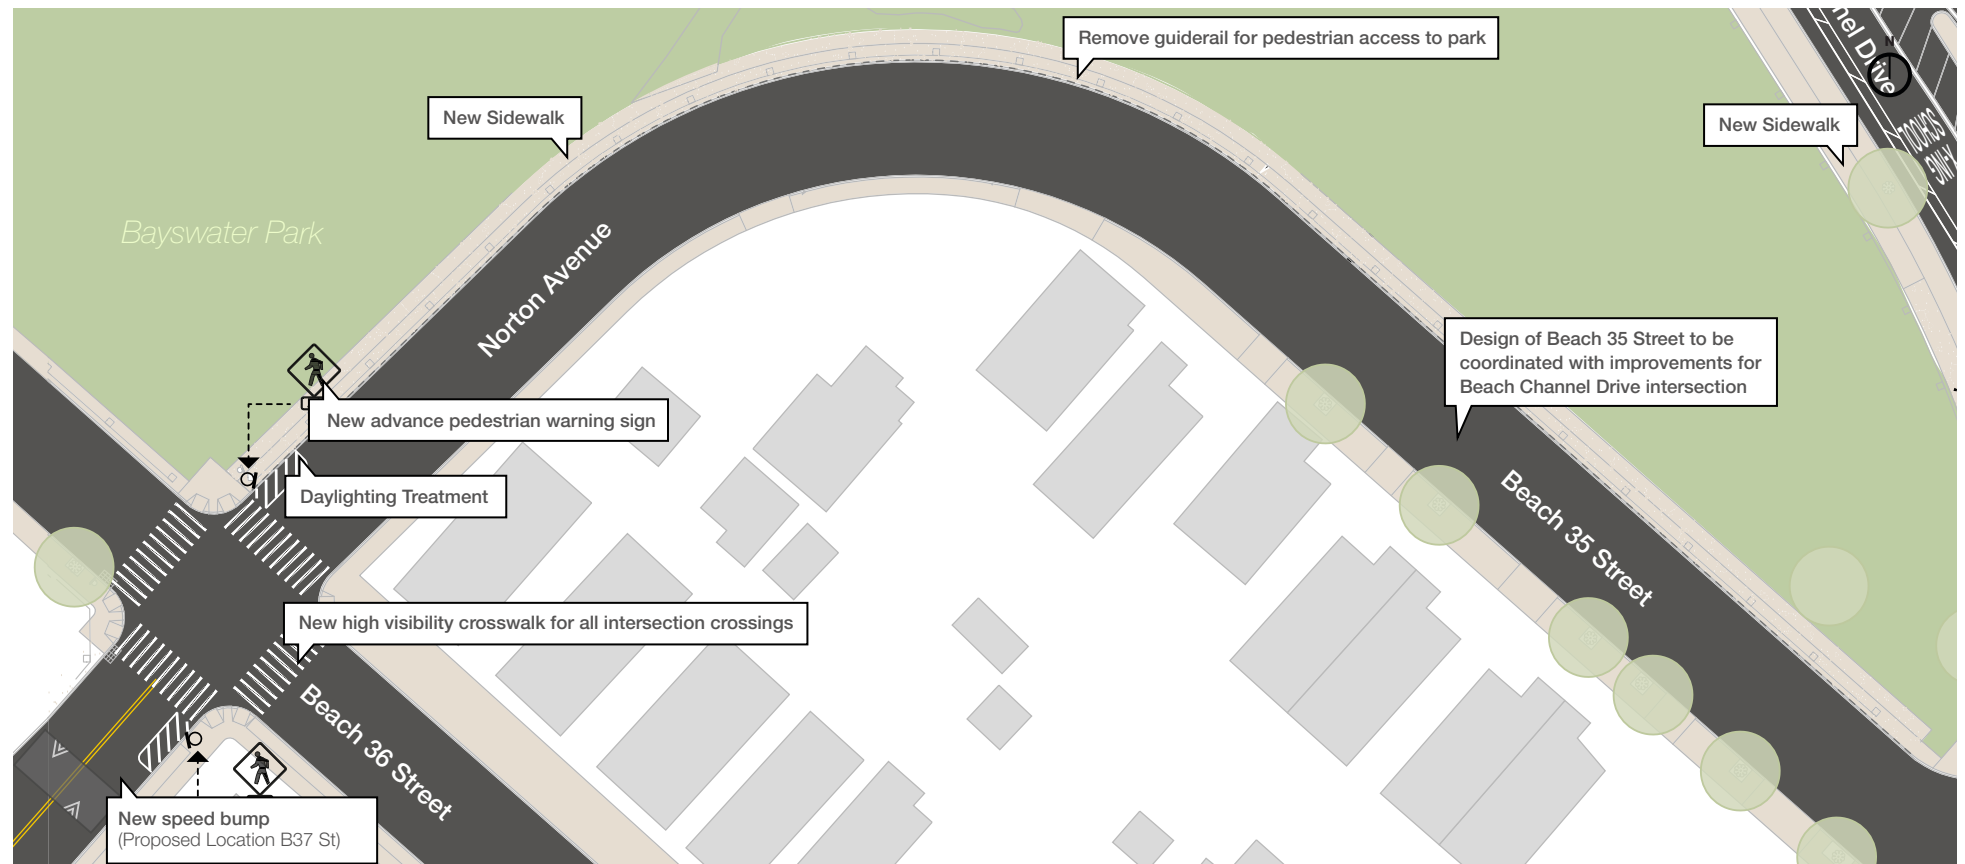 Remove guiderail for pedestrian access to park
nel Drive
N
New Sidewalk
New Sidewalk
SCHOOL
Bayswater Park
Norton Avenue
Design of Beach 35 Street to be
coordinated with improvements for
Beach Channel Drive intersection
New advance pedestrian warning sign
Daylighting Treatment
Beach 35 Street
New high visibility crosswalk for all intersection crossings
Beach 36 Street
New speed bump
(Proposed Location B37 St)